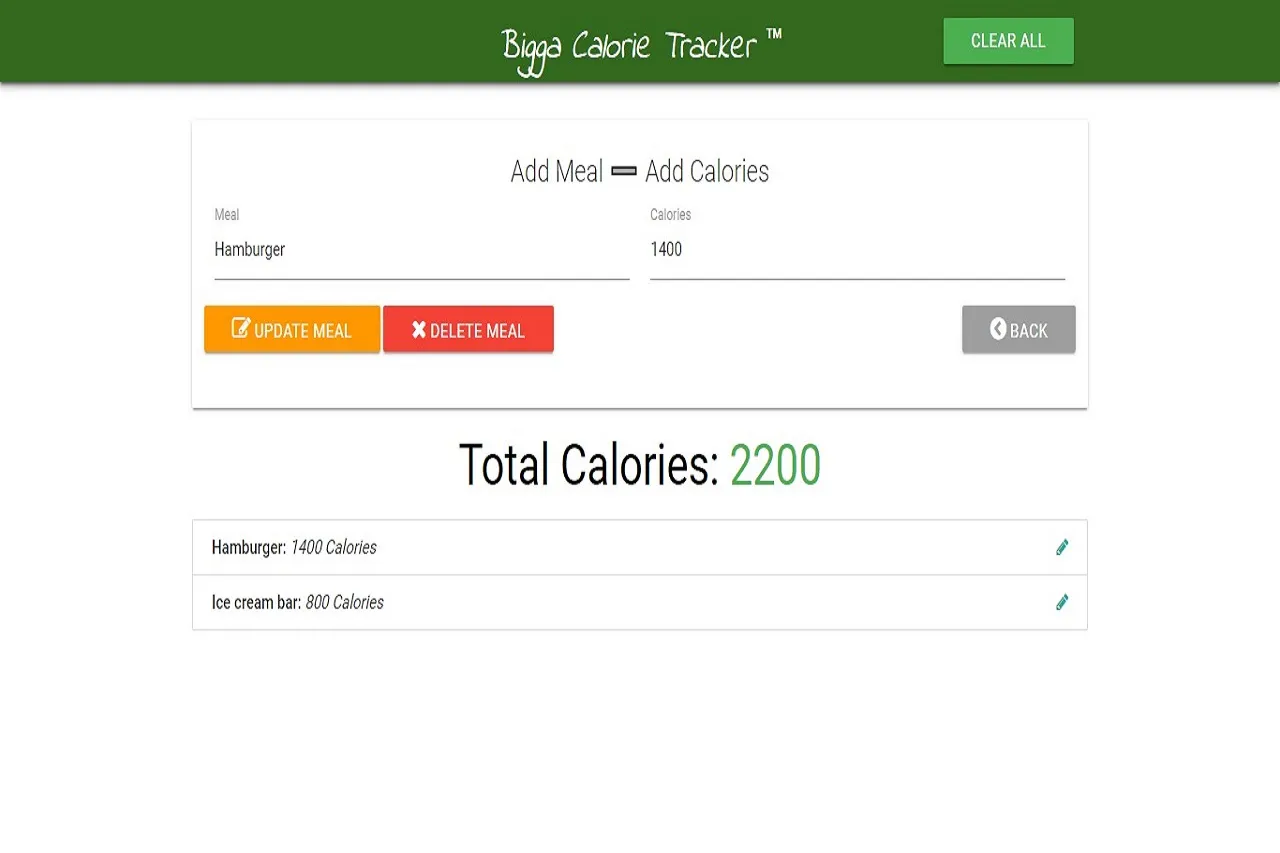 Bigga Calorie Tracker ™
CLEAR ALL
Add Meal ➖ Add Calories
Meal
Calories
Hamburger
1400
UPDATE MEAL
DELETE MEAL
BACK
Total Calories: 2200
Hamburger: 1400 Calories
Ice cream bar: 800 Calories